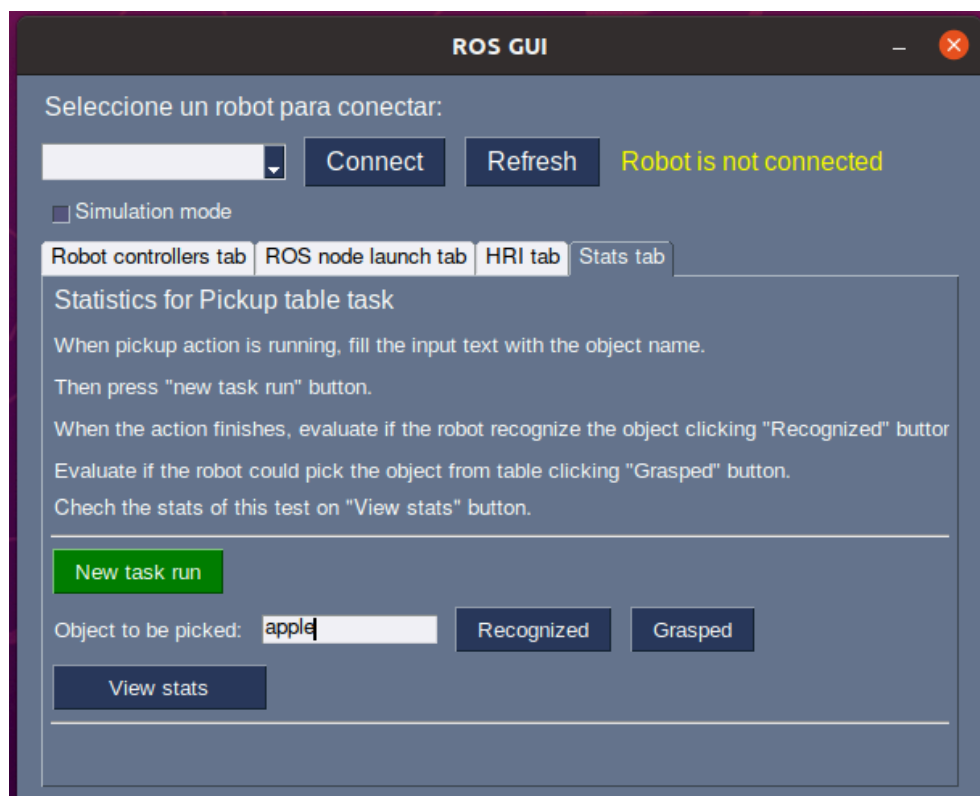 ROS GUI
Seleccione un robot para conectar:
Connect Refresh Robot is not connected
Simulation mode
Robot controllers tab ROS node launch tab HRI tab Stats tab
Statistics for Pickup table task
When pickup action is running, fill the input text with the object name.
Then press "new task run" button.
When the action finishes, evaluate if the robot recognize the object clicking "Recognized" buttor
Evaluate if the robot could pick the object from table clicking "Grasped" button.
Chech the stats of this test on "View stats" button.
New task run
Object to be picked: apple Recognized Grasped
View stats